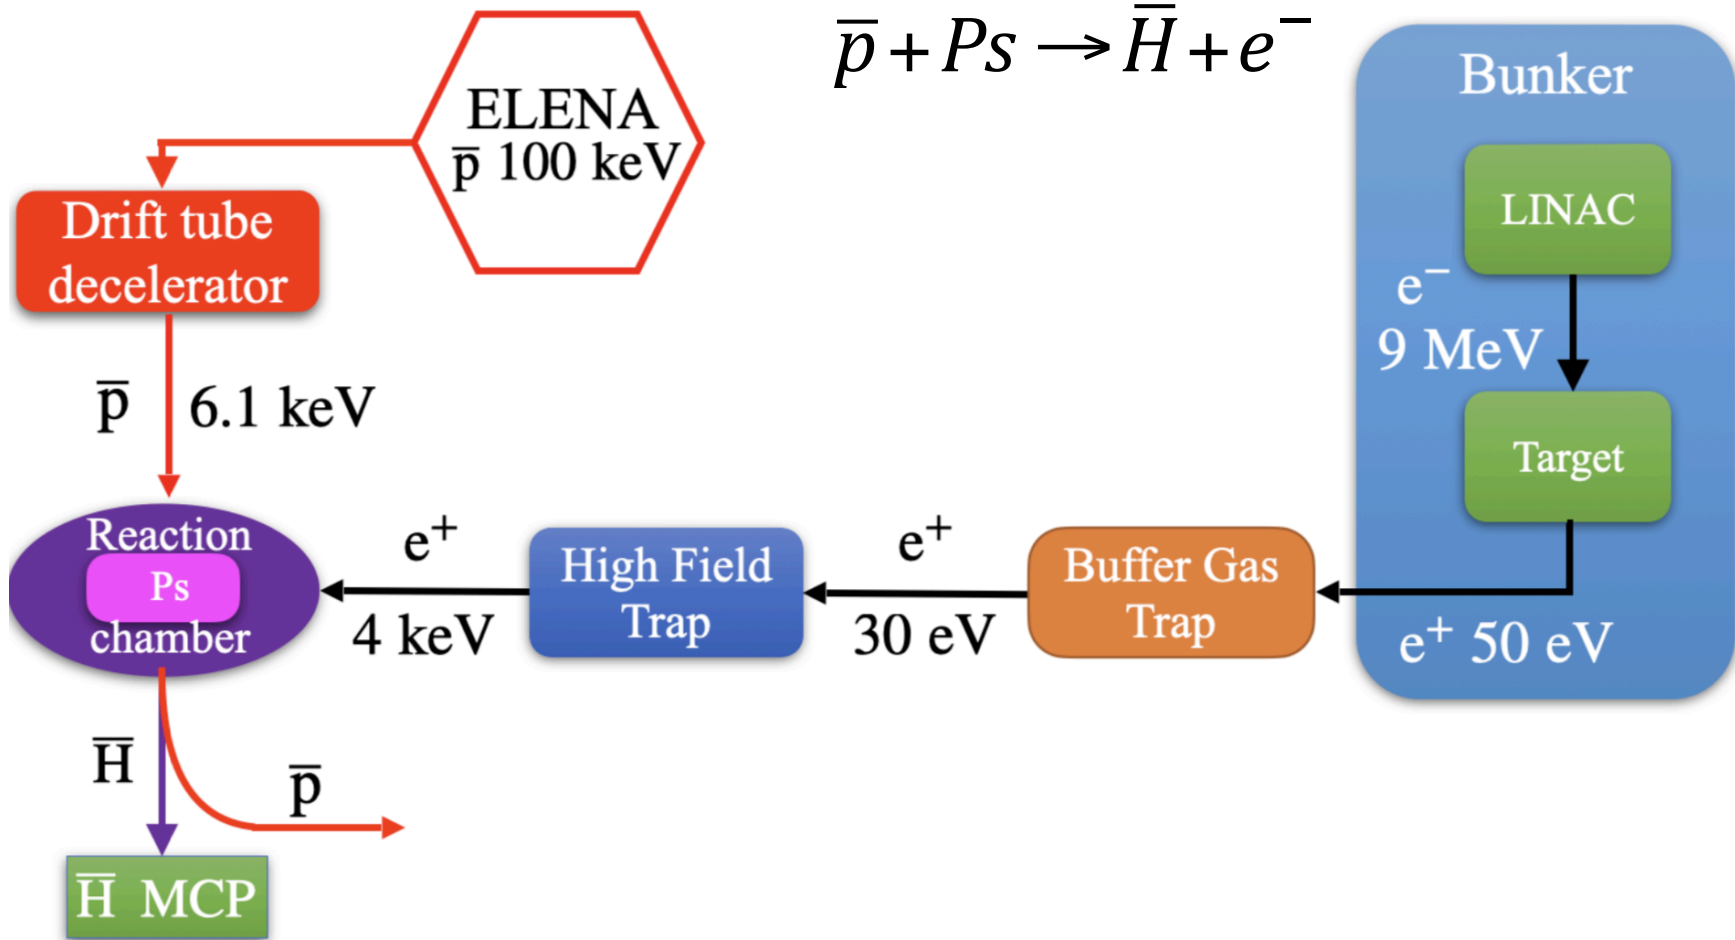 p̅ + Ps → H̅ + e⁻
ELENA
p̅ 100 keV
Bunker
LINAC
e⁻
9 MeV
Target
e⁺ 50 eV
Drift tube
decelerator
p̅ 6.1 keV
Reaction
Ps
chamber
e⁺
4 keV
High Field
Trap
e⁺
30 eV
Buffer Gas
Trap
H̅
p̅
H̅ MCP